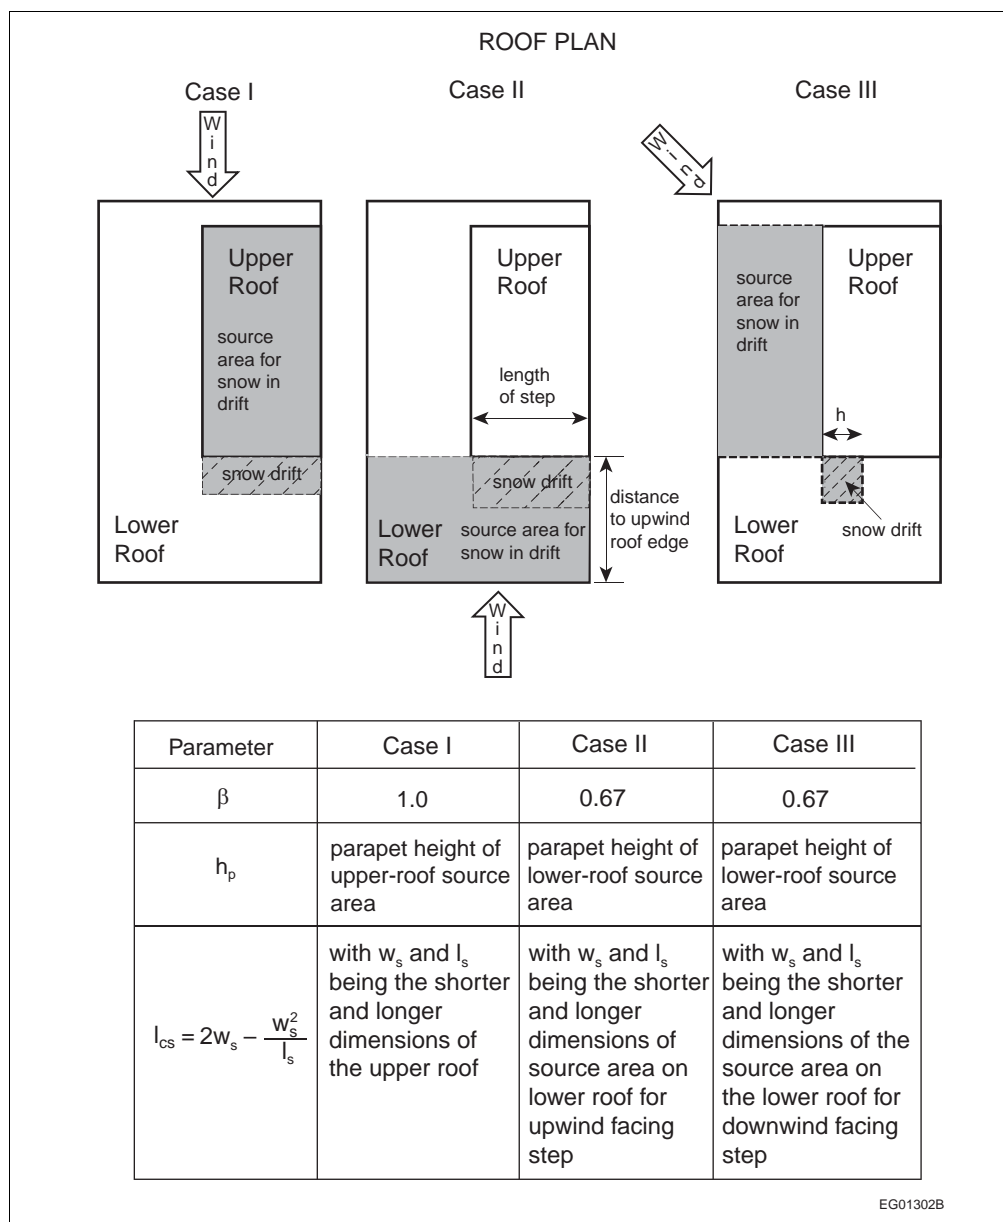 ROOF PLAN
Case I
Case II
Case III
Wind
Wind
Upper
Roof
source
area for
snow in
drift
snow drift
Lower
Roof
Upper
Roof
length
of step
snow drift
distance
to upwind
roof edge
Lower
Roof
source area for
snow in drift
Wind
source
area for
snow in
drift
Upper
Roof
h
snow drift
Lower
Roof
Parameter
Case I
Case II
Case III
β
1.0
0.67
0.67
hₚ
parapet height of
upper-roof source
area
parapet height of
lower-roof source
area
parapet height of
lower-roof source
area
l_cs = 2w_s – w_s²/l_s
with w_s and l_s
being the shorter
and longer
dimensions of
the upper roof
with w_s and l_s
being the shorter
and longer
dimensions of
source area on
lower roof for
upwind facing
step
with w_s and l_s
being the shorter
and longer
dimensions of the
source area on
the lower roof for
downwind facing
step
EG01302B